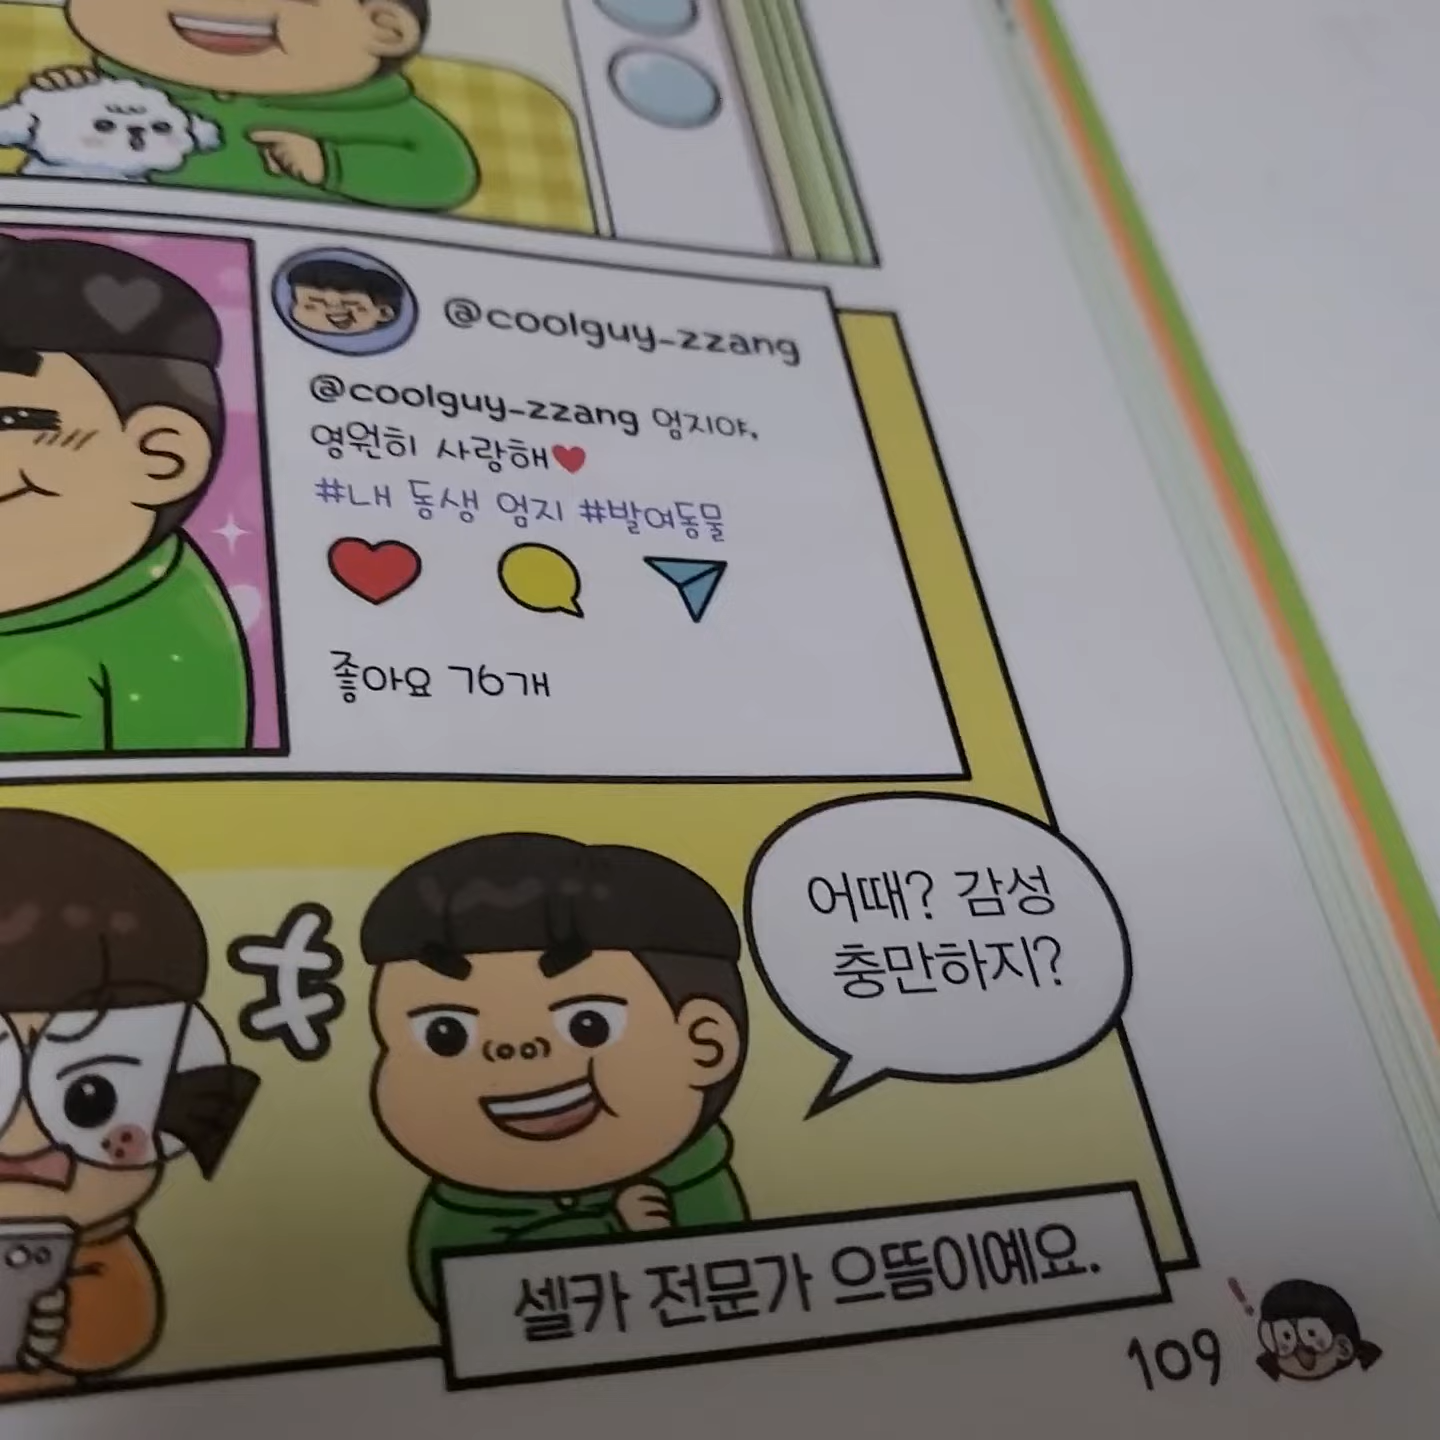 @coolguy-zzang
@coolguy-zzang 엄지야,
영원히 사랑해♥
#내 동생 엄지 #발여동물
좋아요 76개
어때? 감성
충만하지?
셀카 전문가 으뜸이예요.
109